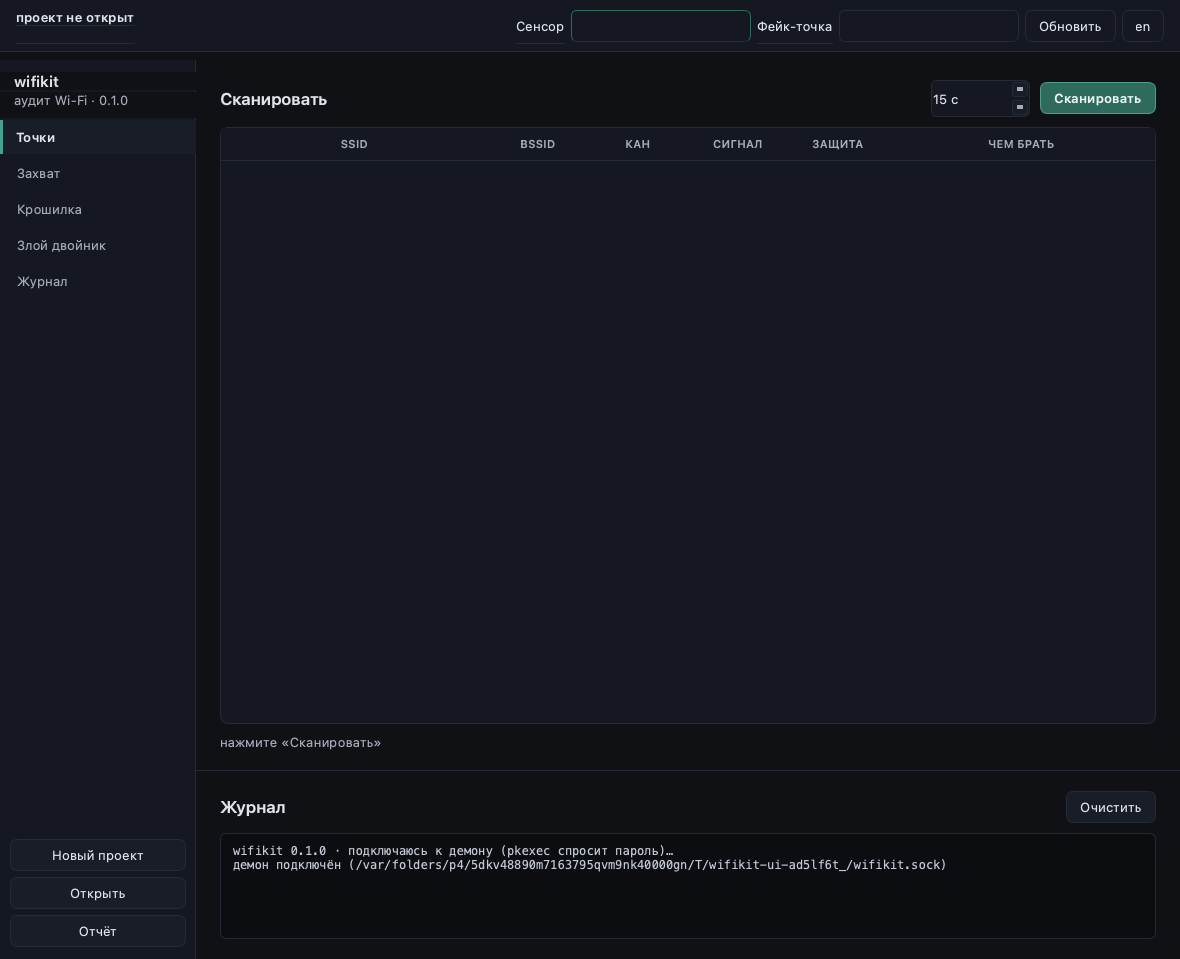 проект не открыт
Сенсор
Фейк-точка
Обновить
en
wifikit
аудит Wi-Fi · 0.1.0
Точки
Захват
Крошилка
Злой двойник
Журнал
Сканировать
15 с
Сканировать
SSID BSSID КАН СИГНАЛ ЗАЩИТА ЧЕМ БРАТЬ
нажмите «Сканировать»
Журнал
Очистить
wifikit 0.1.0 · подключаюсь к демону (pkexec спросит пароль)…
демон подключён (/var/folders/p4/5dkv48890m7163795qvm9nk40000gn/T/wifikit-ui-ad5lf6t_/wifikit.sock)
Новый проект
Открыть
Отчёт